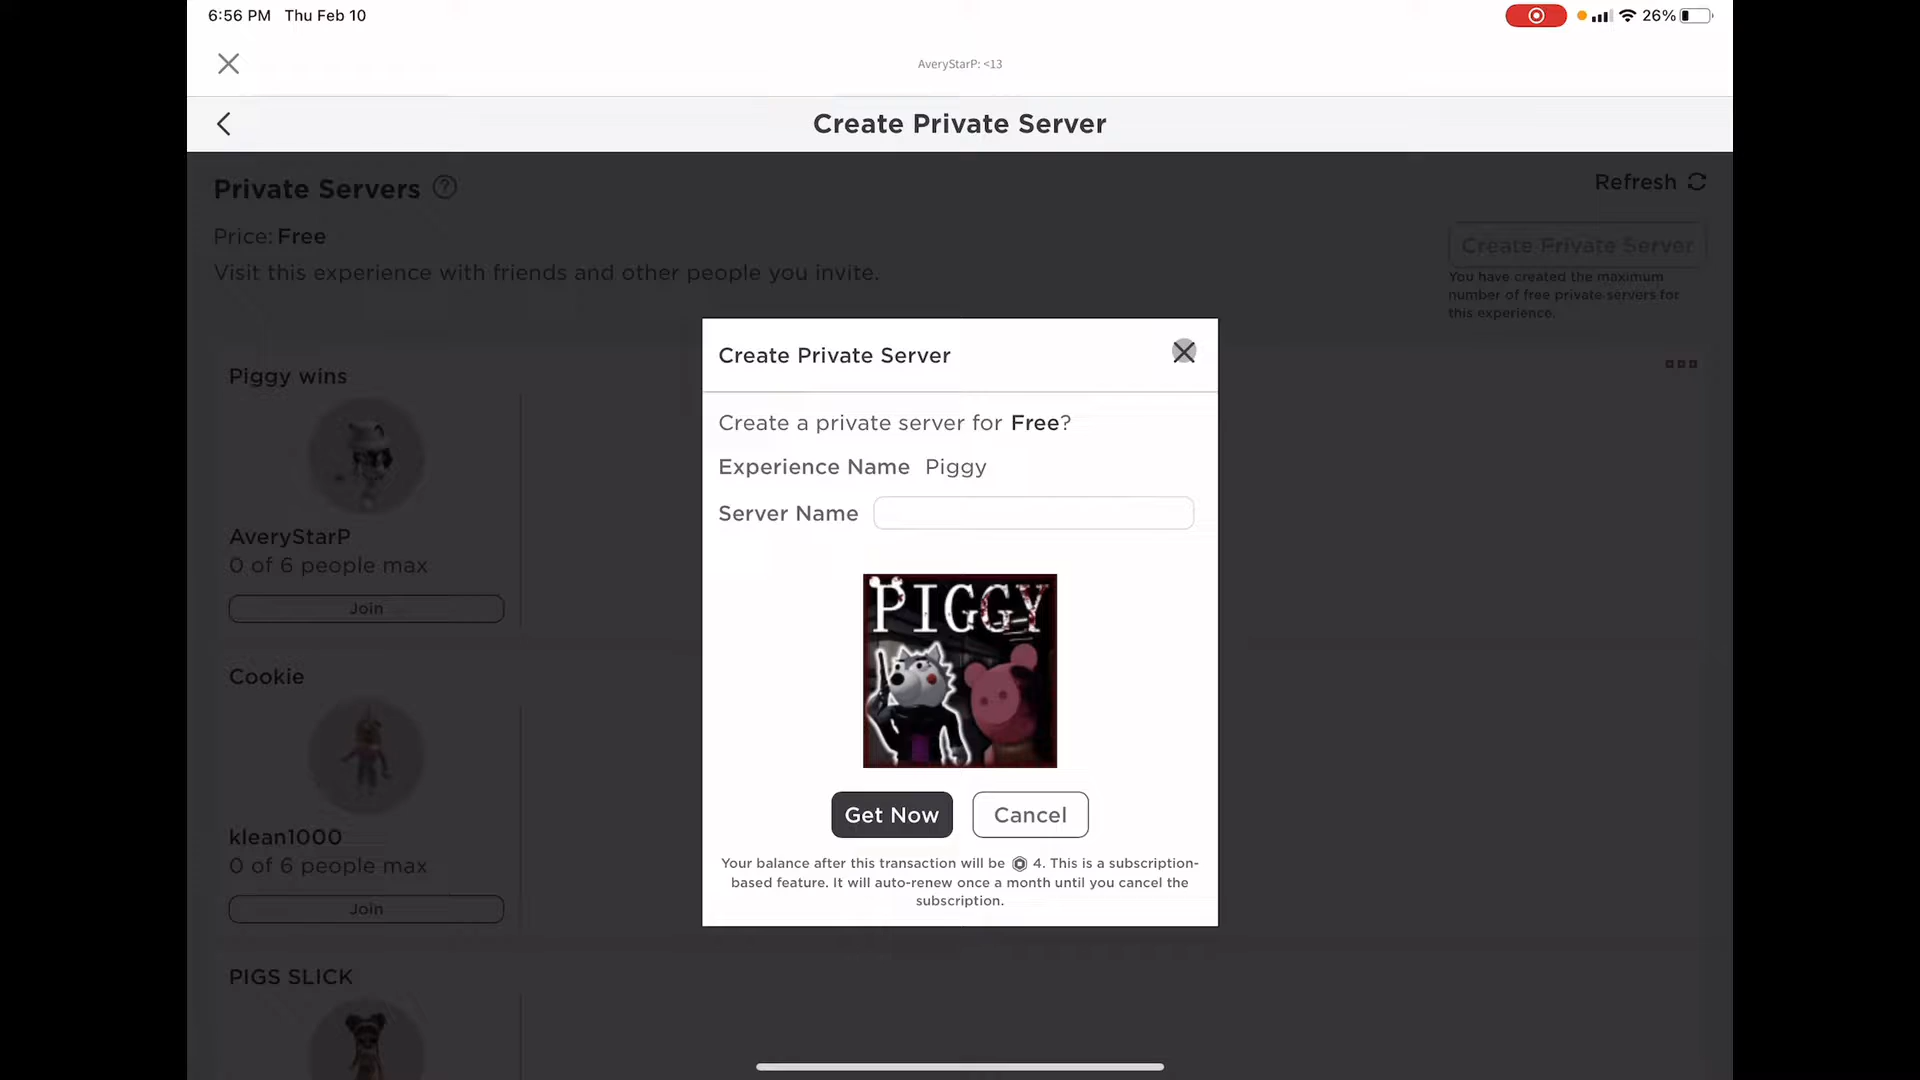 6:56 PM Thu Feb 10
26%
AveryStarP: <13
Create Private Server
Private Servers
Refresh
Price: Free
Visit this experience with friends and other people you invite.
Create Private Server
You have created the maximum
number of free private servers for
this experience.
Create Private Server
Create a private server for Free?
Experience Name Piggy
Server Name
PIGGY
Get Now
Cancel
Your balance after this transaction will be 4. This is a subscription-
based feature. It will auto-renew once a month until you cancel the
subscription.
Piggy wins
AveryStarP
0 of 6 people max
Join
Cookie
klean1000
0 of 6 people max
Join
PIGS SLICK